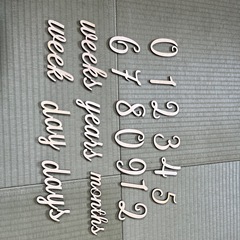 0 1 2 3 4 5
6 7 8 0 9 1 2
weeks years months
week day days